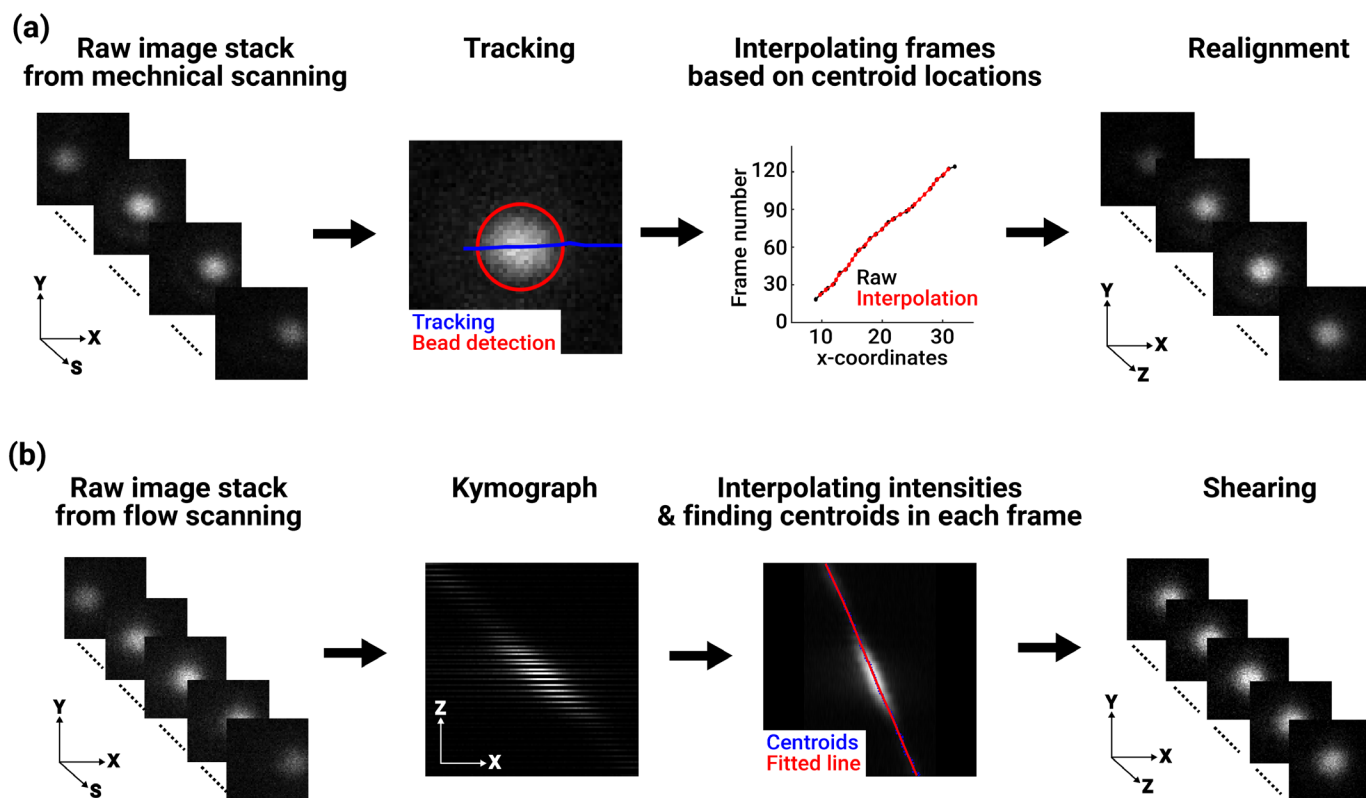 (a)
Raw image stack
from mechnical scanning
Tracking
Interpolating frames
based on centroid locations
Realignment
Y
X
S
Tracking
Bead detection
Frame number
120
90
60
30
0
Raw
Interpolation
10
20
30
x-coordinates
Y
X
Z
(b)
Raw image stack
from flow scanning
Kymograph
Interpolating intensities
& finding centroids in each frame
Shearing
Y
X
S
Z
X
Centroids
Fitted line
Y
X
Z